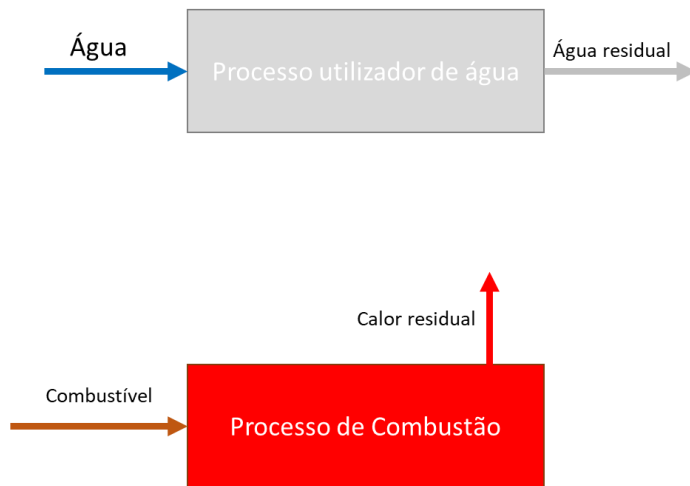 Água
Processo utilizador de água
Água residual
Calor residual
Combustível
Processo de Combustão